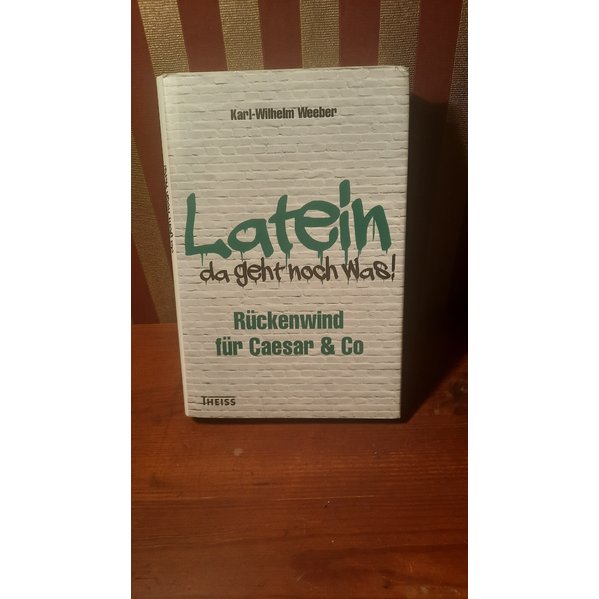 Karl-Wilhelm Weeber
Latein
da geht noch was!
Rückenwind
für Caesar & Co
THEISS